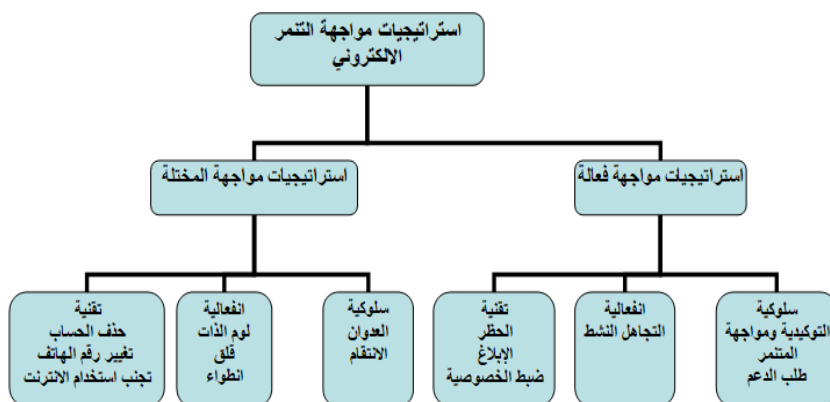 استراتيجيات مواجهة التنمر
الالكتروني
استراتيجيات مواجهة فعالة
استراتيجيات مواجهة المختلة
سلوكية
التوكيدية ومواجهة
المتنمر
طلب الدعم
انفعالية
التجاهل النشط
تقنية
الحظر
الإبلاغ
ضبط الخصوصية
سلوكية
العدوان
الانتقام
انفعالية
لوم الذات
قلق
انطواء
تقنية
حذف الحساب
تغيير رقم الهاتف
تجنب استخدام الانترنت